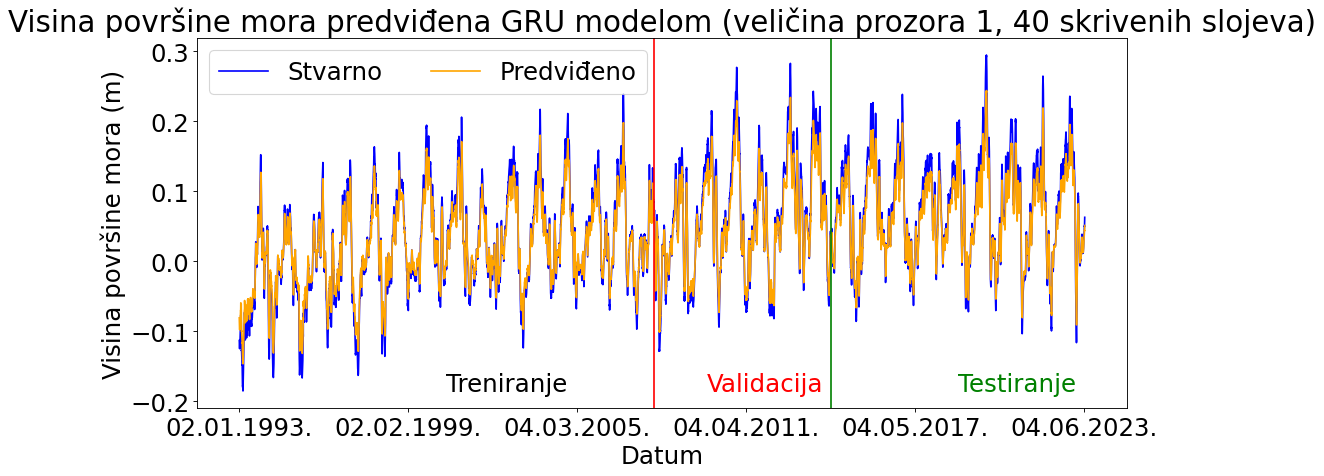 Visina površine mora predviđena GRU modelom (veličina prozora 1, 40 skrivenih slojeva)
Stvarno
Predviđeno
Visina površine mora (m)
0.3
0.2
0.1
0.0
−0.1
−0.2
Treniranje
Validacija
Testiranje
02.01.1993.
02.02.1999.
04.03.2005.
04.04.2011.
04.05.2017.
04.06.2023.
Datum